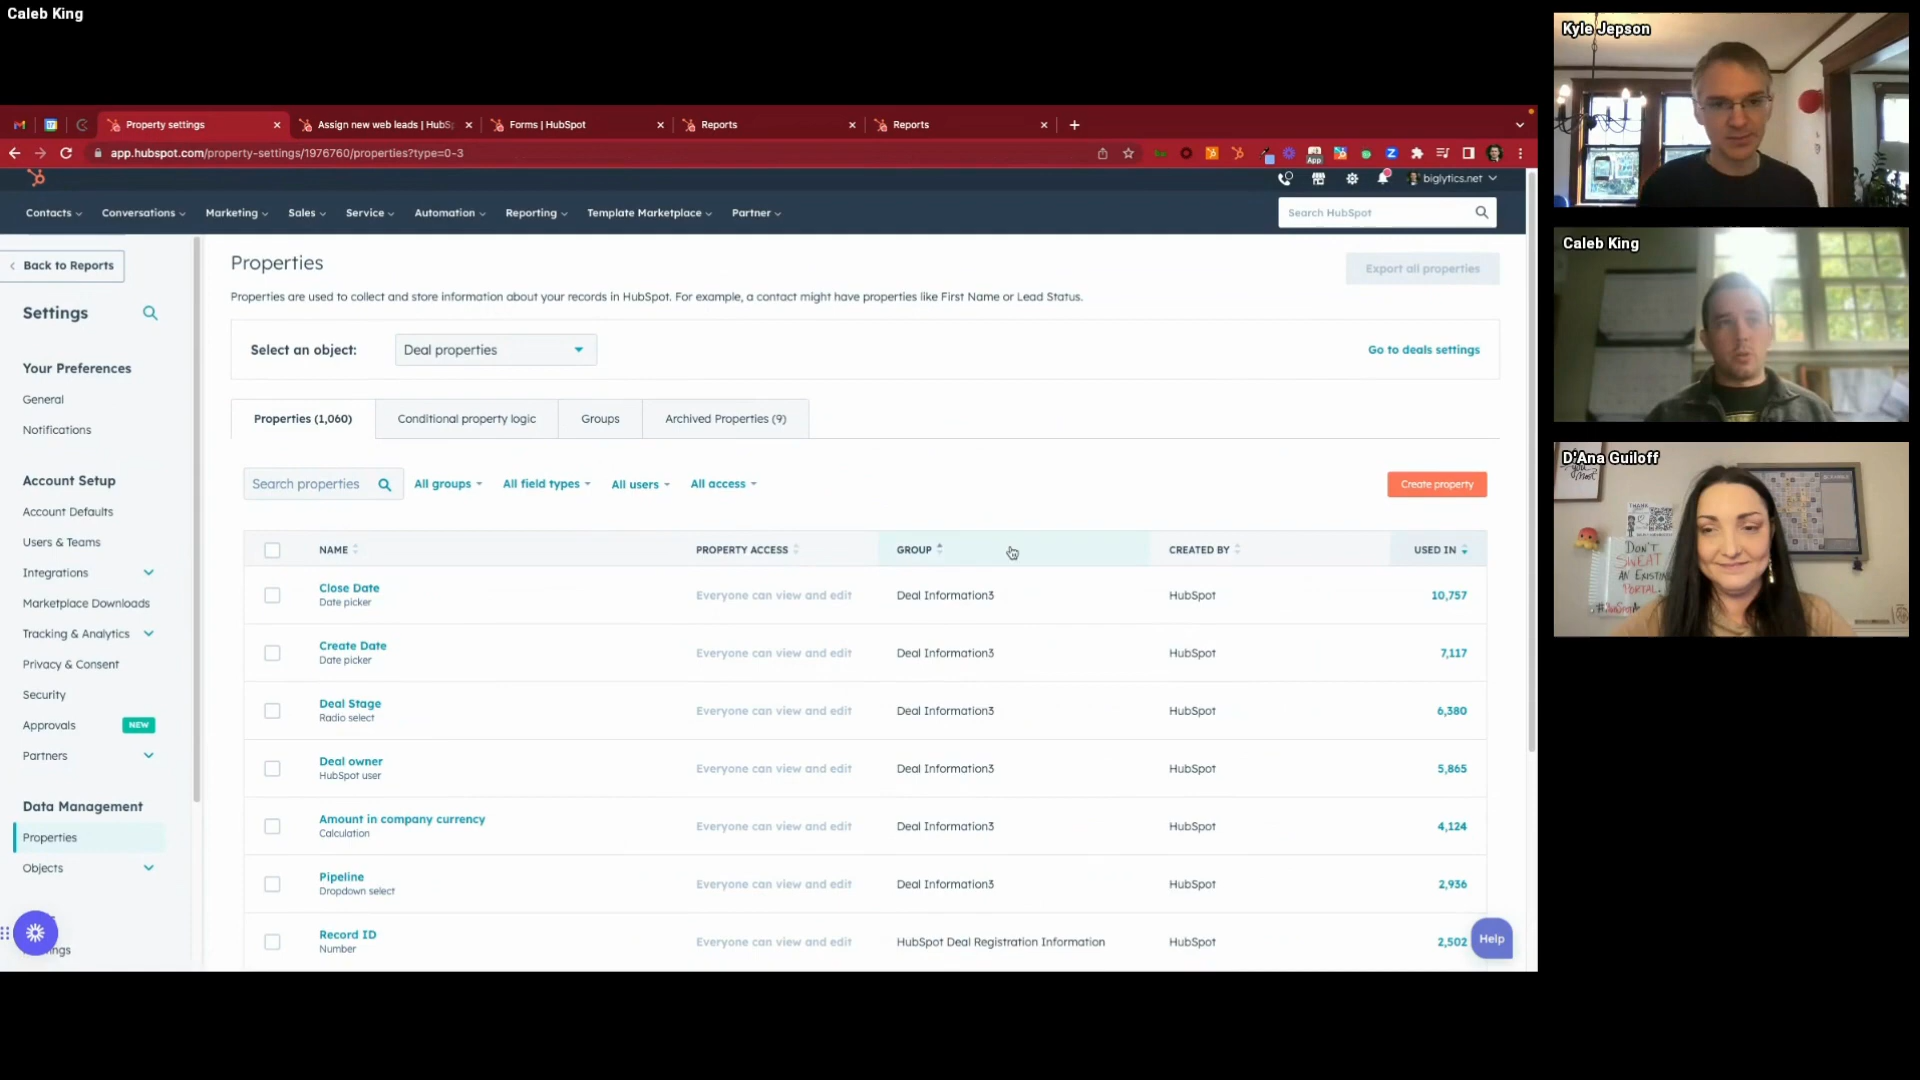 Caleb King
Property settings
Assign new web leads | HubS
Forms | HubSpot
Reports
Reports
app.hubspot.com/property-settings/1976760/properties?type=0-3
App
biglytics.net
Contacts
Conversations
Marketing
Sales
Service
Automation
Reporting
Template Marketplace
Partner
Search HubSpot
Back to Reports
Settings
Your Preferences
General
Notifications
Account Setup
Account Defaults
Users & Teams
Integrations
Marketplace Downloads
Tracking & Analytics
Privacy & Consent
Security
Approvals NEW
Partners
Data Management
Properties
Objects
Properties
Export all properties
Properties are used to collect and store information about your records in HubSpot. For example, a contact might have properties like First Name or Lead Status.
Select an object: Deal properties
Go to deals settings
Properties (1,060)
Conditional property logic
Groups
Archived Properties (9)
Search properties
All groups
All field types
All users
All access
Create property
NAME PROPERTY ACCESS GROUP CREATED BY USED IN
Close Date
Date picker
Everyone can view and edit Deal Information3 HubSpot 10,757
Create Date
Date picker
Everyone can view and edit Deal Information3 HubSpot 7,117
Deal Stage
Radio select
Everyone can view and edit Deal Information3 HubSpot 6,380
Deal owner
HubSpot user
Everyone can view and edit Deal Information3 HubSpot 5,865
Amount in company currency
Calculation
Everyone can view and edit Deal Information3 HubSpot 4,124
Pipeline
Dropdown select
Everyone can view and edit Deal Information3 HubSpot 2,936
Record ID
Number
Everyone can view and edit HubSpot Deal Registration Information HubSpot 2,502
Help
Kyle Jepson
Caleb King
D'Ana Guiloff
DON'T
SWEAT
AN EXISTIN
PORTAL.